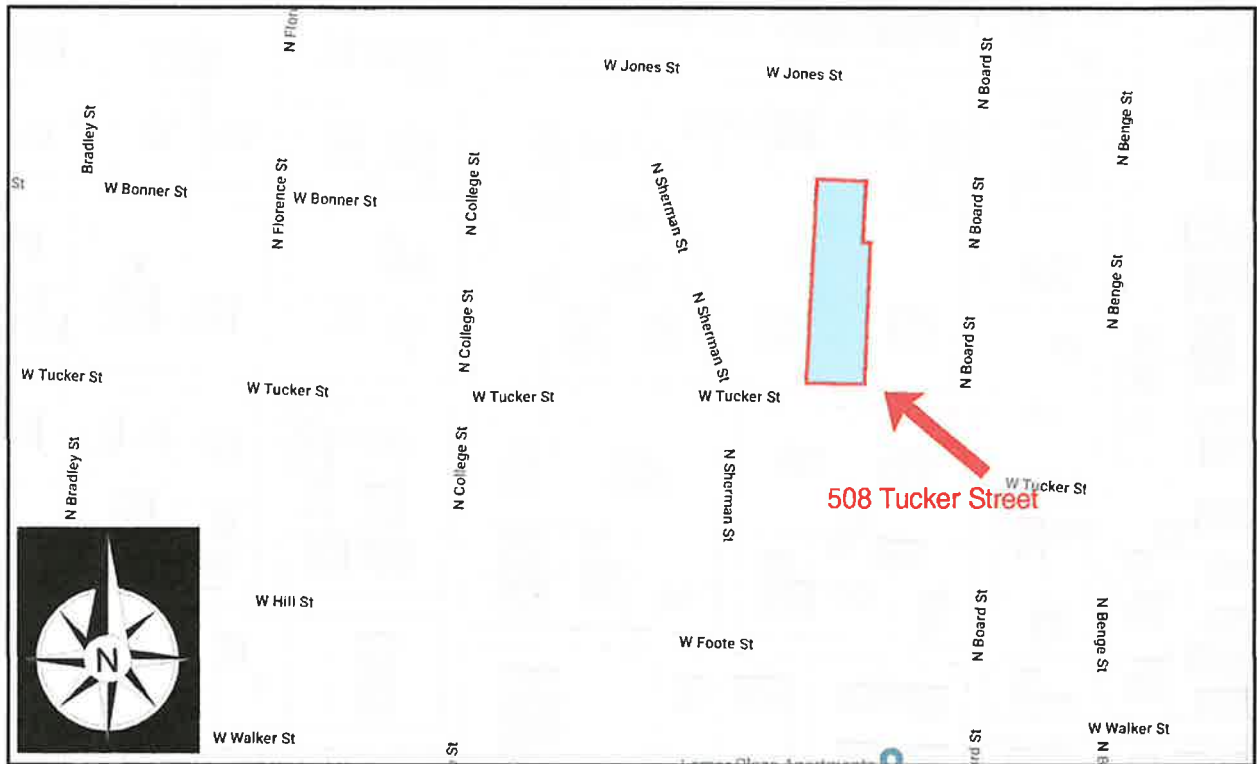 N Flor
W Jones St
W Jones St
N Board St
Bradley St
N Benge St
St
W Bonner St
N Florence St
W Bonner St
N College St
N Sherman St
N Board St
N College St
N Sherman St
N Benge St
N Board St
W Tucker St
W Tucker St
W Tucker St
W Tucker St
N Bradley St
N College St
N Sherman St
W Tucker St
508 Tucker Street
W Hill St
N Board St
N Benge St
W Foote St
N
W Walker St
St
rd St
W Walker St
N B